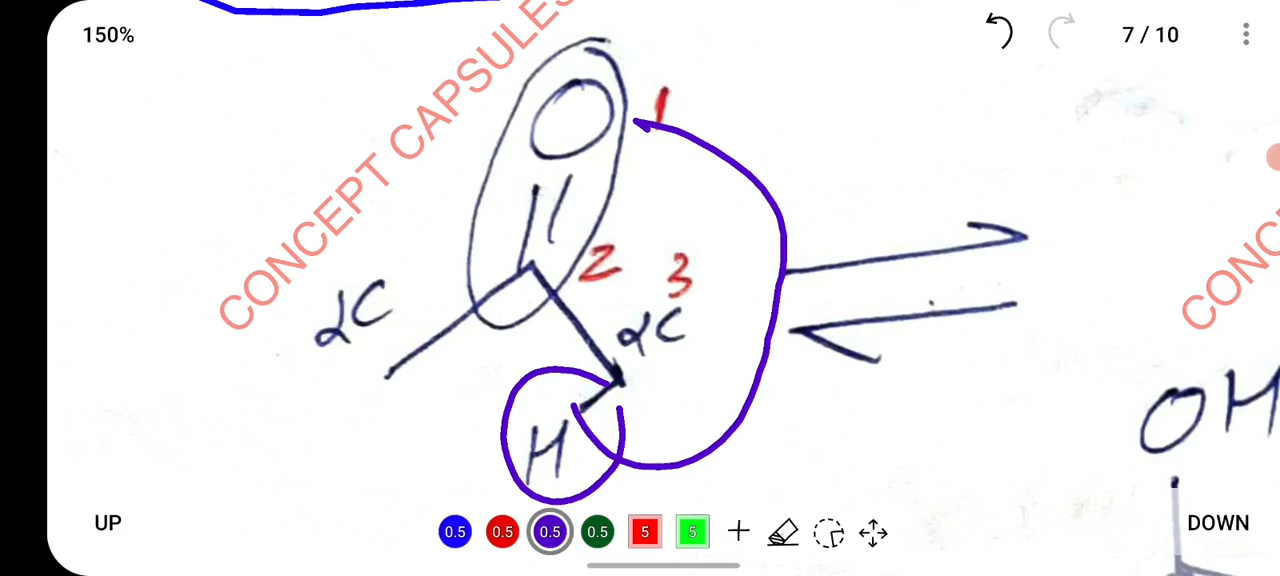 150%
7 / 10
CONCEPT CAPSULES
O
1
2
3
αC
αC
H
OH
CONC
UP
0.5 0.5 0.5 0.5 5 5
DOWN